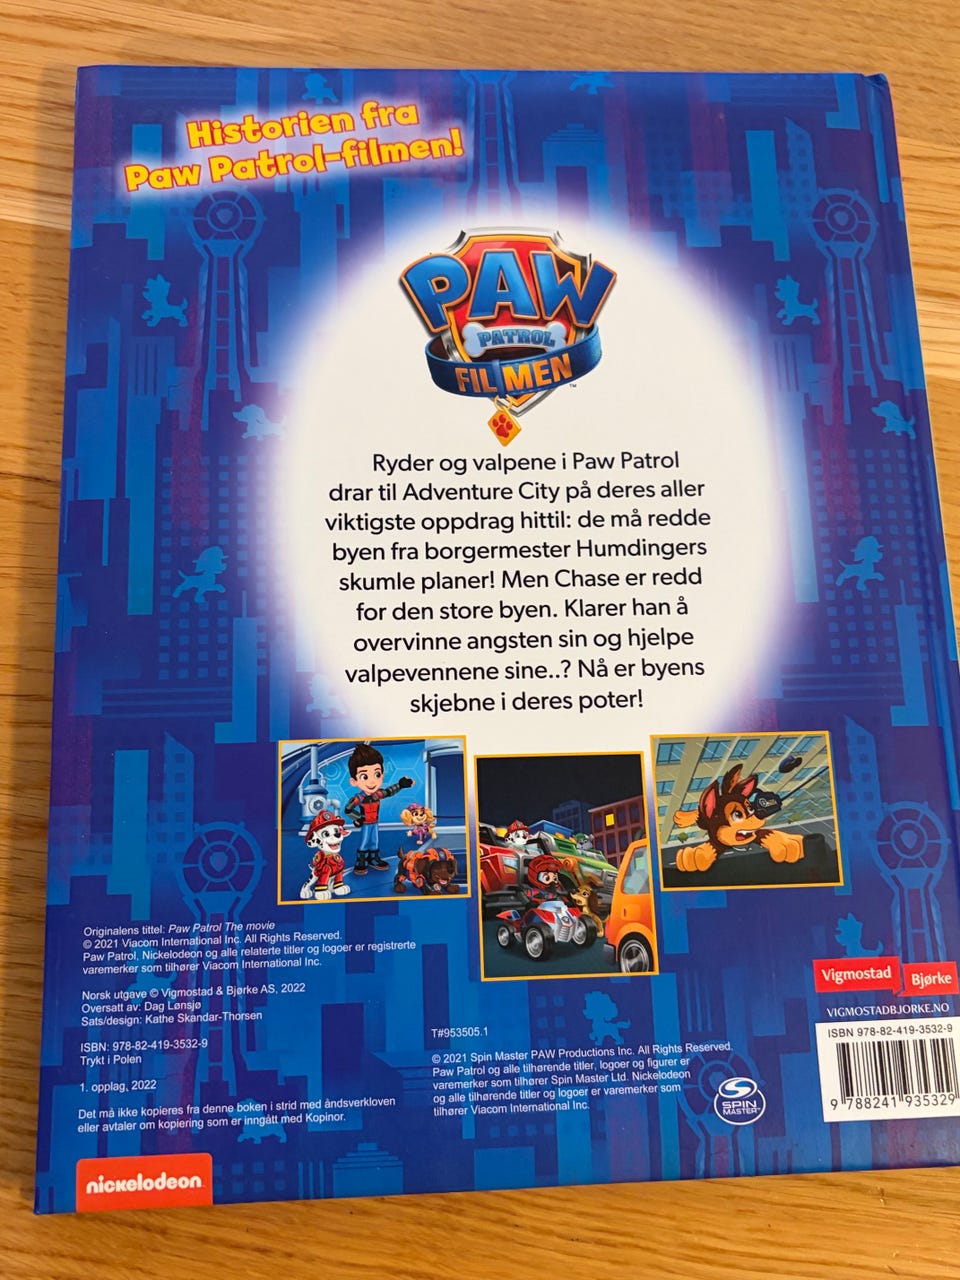 Historien fra
Paw Patrol-filmen!
PAW
PATROL
FILMEN
™
Ryder og valpene i Paw Patrol
drar til Adventure City på deres aller
viktigste oppdrag hittil: de må redde
byen fra borgermester Humdingers
skumle planer! Men Chase er redd
for den store byen. Klarer han å
overvinne angsten sin og hjelpe
valpevennene sine..? Nå er byens
skjebne i deres poter!
Originalens tittel: Paw Patrol The movie
© 2021 Viacom International Inc. All Rights Reserved.
Paw Patrol, Nickelodeon og alle relaterte titler og logoer er registrerte
varemerker som tilhører Viacom International Inc.
Norsk utgave © Vigmostad & Bjørke AS, 2022
Oversatt av: Dag Lønsjø
Sats/design: Kathe Skandar-Thorsen
ISBN: 978-82-419-3532-9
Trykt i Polen
1. opplag, 2022
Det må ikke kopieres fra denne boken i strid med åndsverkloven
eller avtaler om kopiering som er inngått med Kopinor.
nickelodeon
T#953505.1
© 2021 Spin Master PAW Productions Inc. All Rights Reserved.
Paw Patrol og alle tilhørende titler, logoer og figurer er
varemerker som tilhører Spin Master Ltd. Nickelodeon
og alle tilhørende titler og logoer er varemerker som
tilhører Viacom International Inc.
SPIN
MASTER™
Vigmostad Bjørke
VIGMOSTADBJORKE.NO
ISBN 978-82-419-3532-9
9 788241 935329